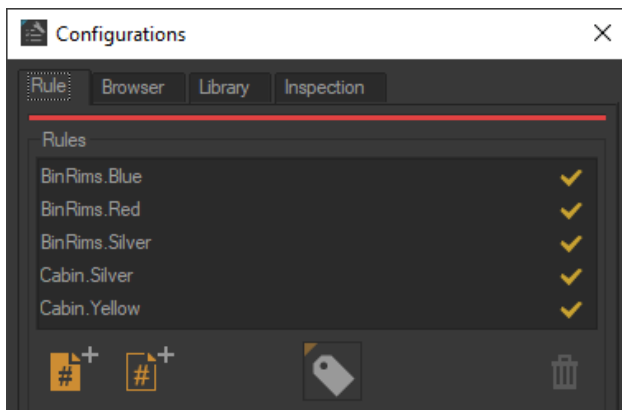 Configurations
Rule Browser Library Inspection
Rules
BinRims.Blue
BinRims.Red
BinRims.Silver
Cabin.Silver
Cabin.Yellow
# #